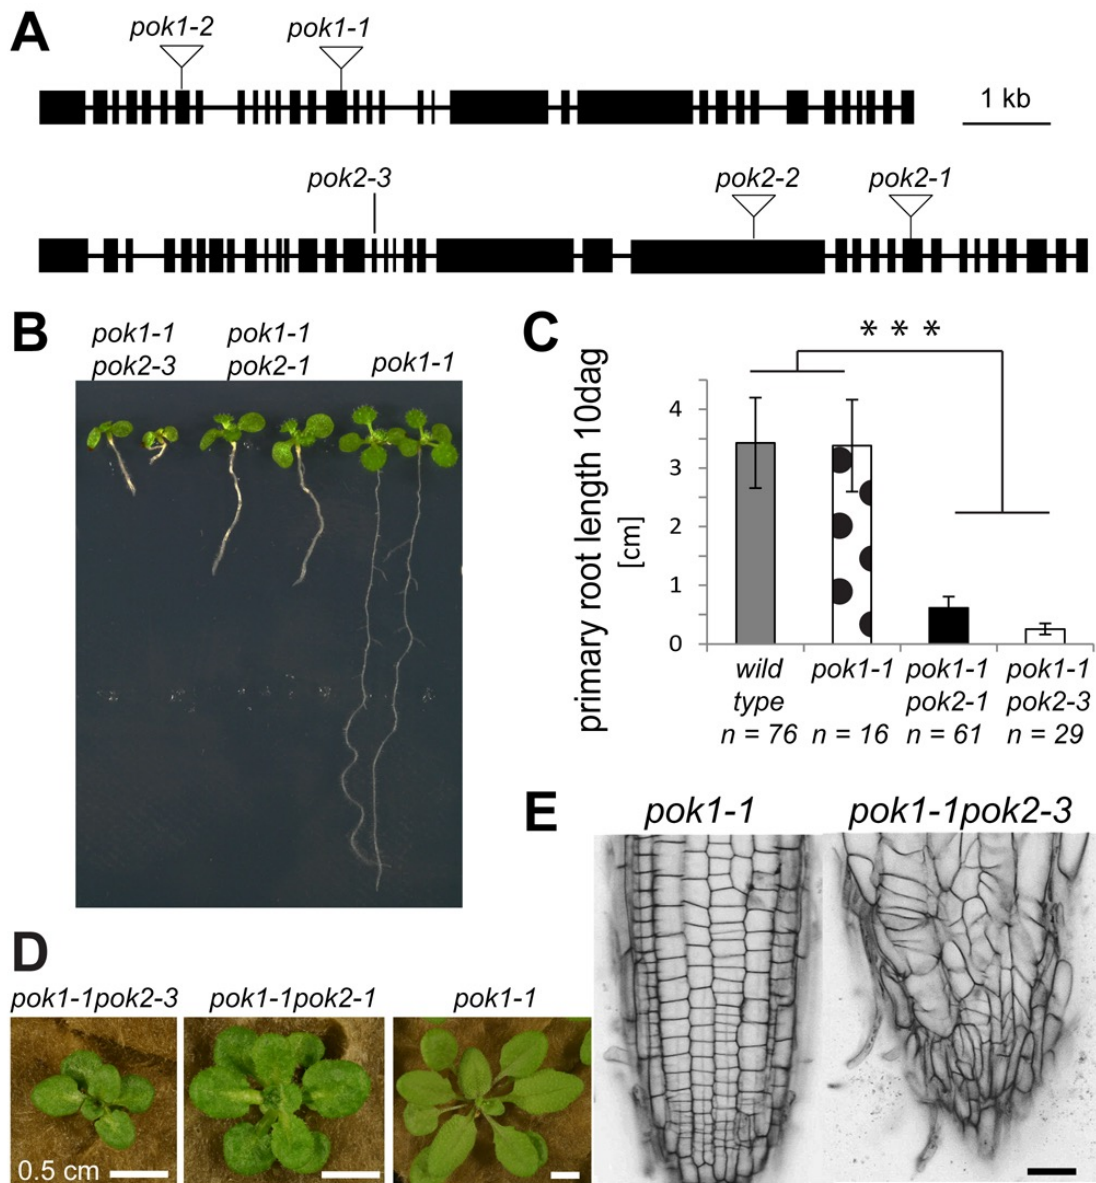 A
pok1-2
pok1-1
1 kb
pok2-3
pok2-2
pok2-1
B
pok1-1
pok2-3
pok1-1
pok2-1
pok1-1
C
* * *
primary root length 10dag
[cm]
4
3
2
1
0
wild
type
n = 76
pok1-1
n = 16
pok1-1
pok2-1
n = 61
pok1-1
pok2-3
n = 29
D
pok1-1pok2-3
pok1-1pok2-1
pok1-1
0.5 cm
E
pok1-1
pok1-1pok2-3